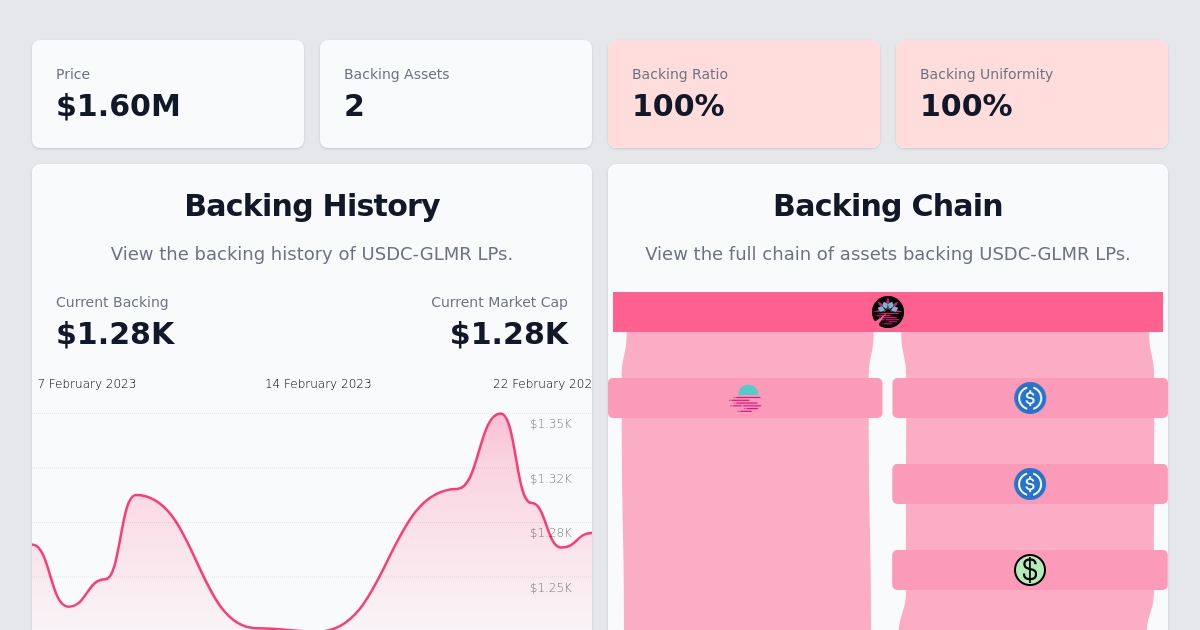 Price
$1.60M
Backing Assets
2
Backing Ratio
100%
Backing Uniformity
100%
Backing History
View the backing history of USDC-GLMR LPs.
Current Backing
$1.28K
Current Market Cap
$1.28K
7 February 2023
14 February 2023
22 February 202
$1.35K
$1.32K
$1.28K
$1.25K
Backing Chain
View the full chain of assets backing USDC-GLMR LPs.
$
$
$